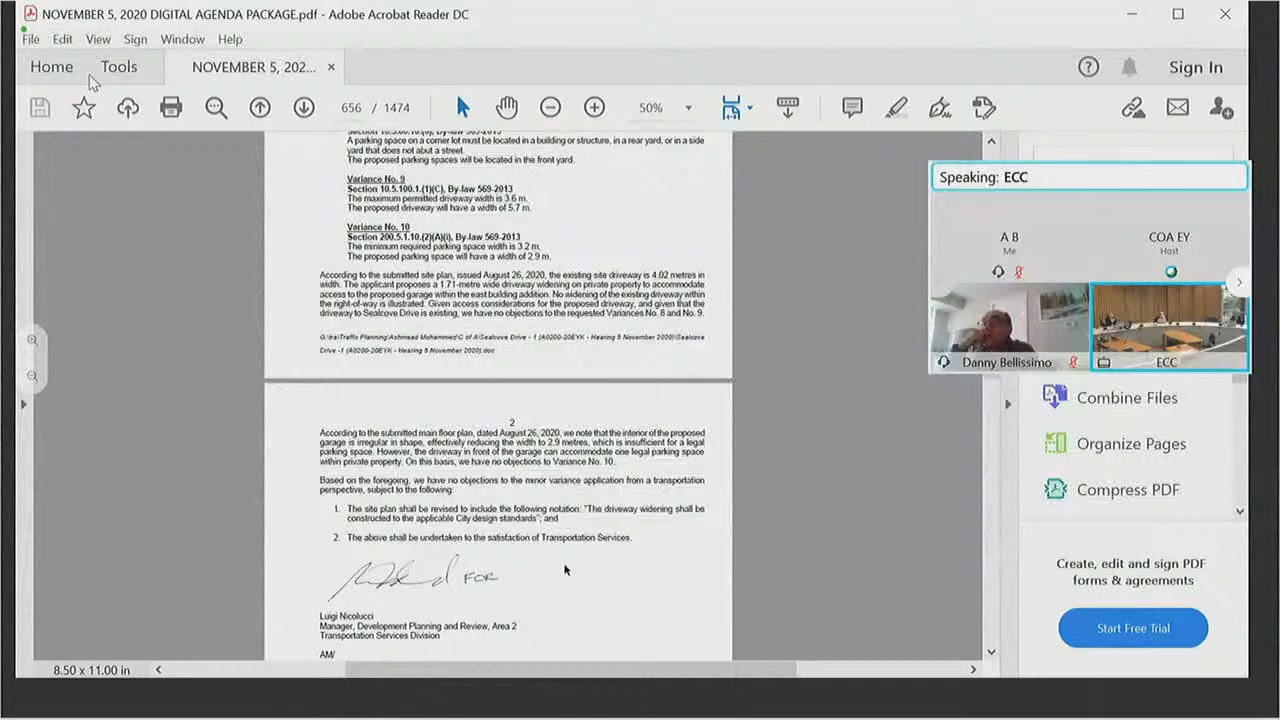 NOVEMBER 5, 2020 DIGITAL AGENDA PACKAGE.pdf - Adobe Acrobat Reader DC
File Edit View Sign Window Help
Home Tools NOVEMBER 5, 202... × Sign In
656 / 1474 50%
A parking space on a corner lot must be located in a building or structure, in a rear yard, or in a side
yard that does not abut a street.
The proposed parking spaces will be located in the front yard.
Variance No. 9
Section 10.5.100.1.(1)(C), By-law 569-2013
The maximum permitted driveway width is 3.6 m.
The proposed driveway will have a width of 5.7 m.
Variance No. 10
Section 200.5.1.10.(2)(A)(i), By-law 569-2013
The minimum required parking space width is 3.2 m.
The proposed parking space will have a width of 2.9 m.
According to the submitted site plan, issued August 26, 2020, the existing site driveway is 4.02 metres in
width. The applicant proposes a 1.71-metre wide driveway widening on private property to accommodate
access to the proposed garage within the east building addition. No widening of the existing driveway within
the right-of-way is illustrated. Given access considerations for the proposed driveway, and given that the
driveway to Sealcove Drive is existing, we have no objections to the requested Variances No. 8 and No. 9.
G:\tra\Traffic Planning\Ashmead Mohammed\C of A\Sealcove Drive - 1 (A0200-20EYK - Hearing 5 November 2020)\Sealcove
Drive -1 (A0200-20EYK - Hearing 5 November 2020).doc
2
According to the submitted main floor plan, dated August 26, 2020, we note that the interior of the proposed
garage is irregular in shape, effectively reducing the width to 2.9 metres, which is insufficient for a legal
parking space. However, the driveway in front of the garage can accommodate one legal parking space
within private property. On this basis, we have no objections to Variance No. 10.
Based on the foregoing, we have no objections to the minor variance application from a transportation
perspective, subject to the following:
1. The site plan shall be revised to include the following notation: "The driveway widening shall be
constructed to the applicable City design standards"; and
2. The above shall be undertaken to the satisfaction of Transportation Services.
FOR
Luigi Nicolucci
Manager, Development Planning and Review, Area 2
Transportation Services Division
AM/
8.50 x 11.00 in
Speaking: ECC
A B
Me
COA EY
Host
Danny Bellissimo
ECC
Combine Files
Organize Pages
Compress PDF
Create, edit and sign PDF
forms & agreements
Start Free Trial